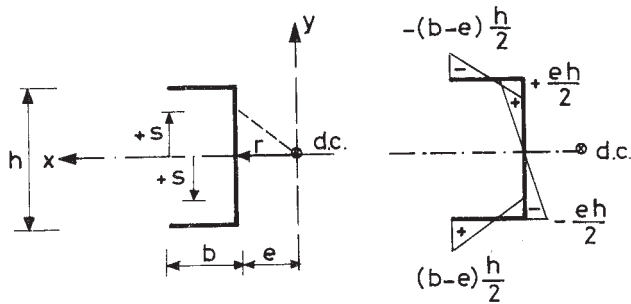 y
+s
x
h
+s
r
d.c.
b
e
-(b-e) h/2
-
+
+ eh/2
d.c.
+
-
- eh/2
(b-e) h/2